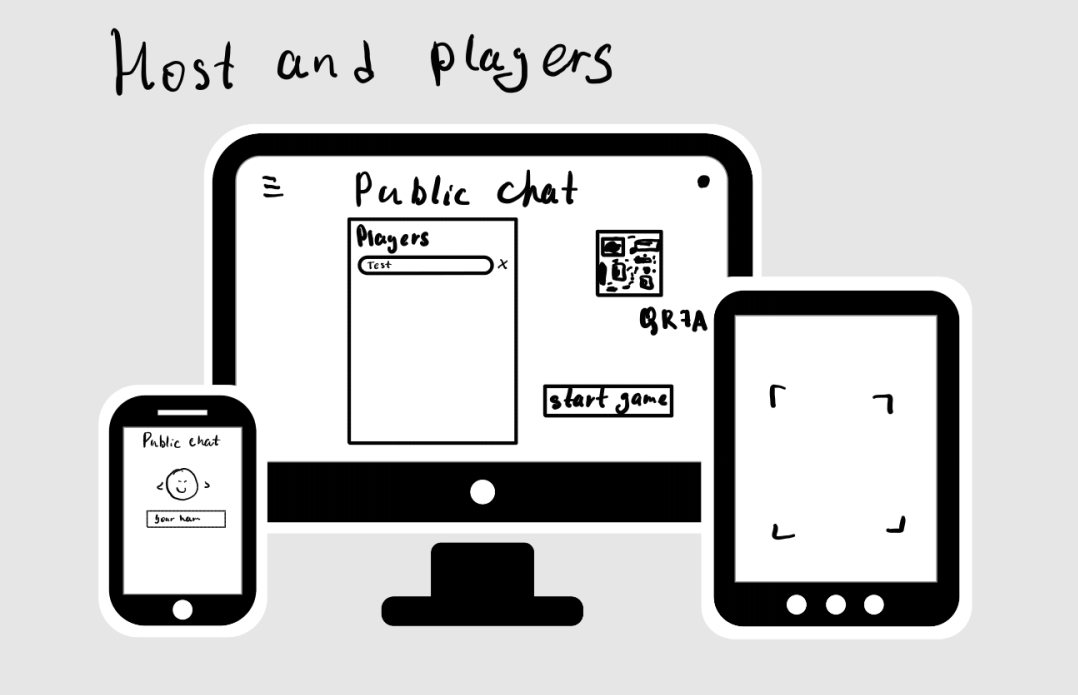 Host and players
Public chat
Players
Test x
QR7A
start game
Public chat
< >
your nam